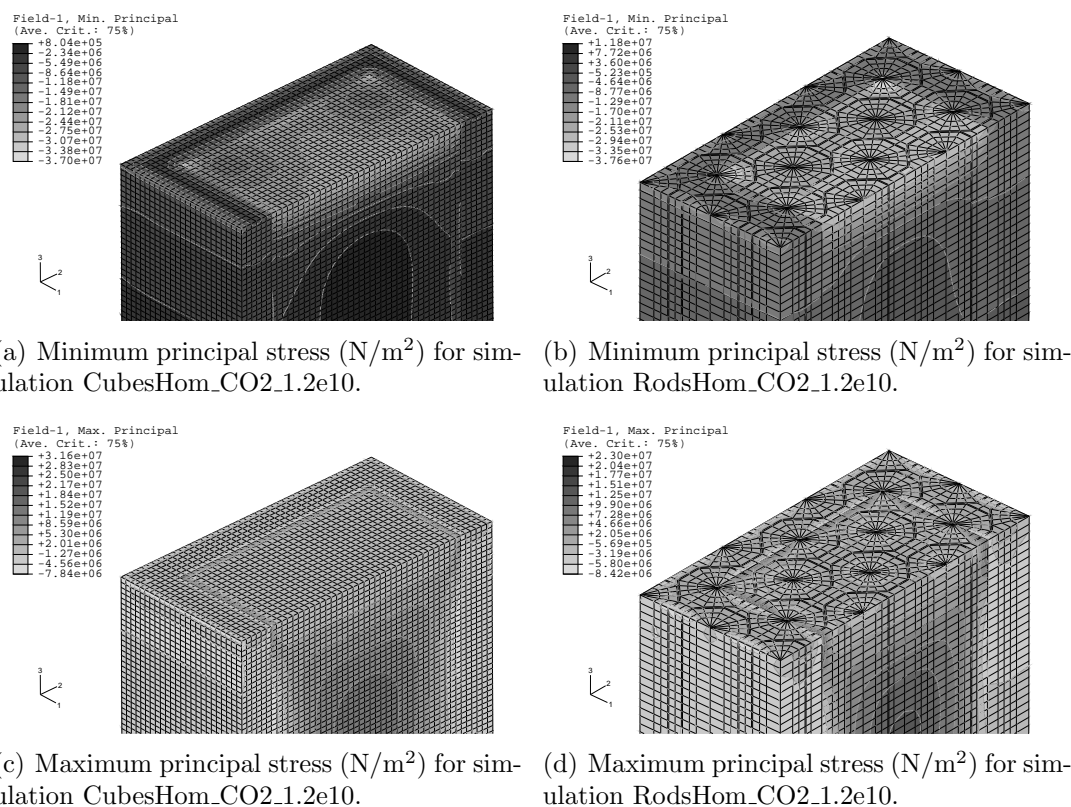 Field-1, Min. Principal
(Ave. Crit.: 75%)
+8.04e+05
-2.34e+06
-5.49e+06
-8.64e+06
-1.18e+07
-1.49e+07
-1.81e+07
-2.12e+07
-2.44e+07
-2.75e+07
-3.07e+07
-3.38e+07
-3.70e+07
3
2
1
Field-1, Min. Principal
(Ave. Crit.: 75%)
+1.18e+07
+7.72e+06
+3.60e+06
-5.23e+05
-4.64e+06
-8.77e+06
-1.29e+07
-1.70e+07
-2.11e+07
-2.53e+07
-2.94e+07
-3.35e+07
-3.76e+07
3
2
1
(a) Minimum principal stress (N/m²) for sim-
ulation CubesHom_CO2_1.2e10.
(b) Minimum principal stress (N/m²) for sim-
ulation RodsHom_CO2_1.2e10.
Field-1, Max. Principal
(Ave. Crit.: 75%)
+3.16e+07
+2.83e+07
+2.50e+07
+2.17e+07
+1.84e+07
+1.52e+07
+1.19e+07
+8.59e+06
+5.30e+06
+2.01e+06
-1.27e+06
-4.56e+06
-7.84e+06
3
2
1
Field-1, Max. Principal
(Ave. Crit.: 75%)
+2.30e+07
+2.04e+07
+1.77e+07
+1.51e+07
+1.25e+07
+9.90e+06
+7.28e+06
+4.66e+06
+2.05e+06
-5.69e+05
-3.19e+06
-5.80e+06
-8.42e+06
3
2
1
(c) Maximum principal stress (N/m²) for sim-
ulation CubesHom_CO2_1.2e10.
(d) Maximum principal stress (N/m²) for sim-
ulation RodsHom_CO2_1.2e10.